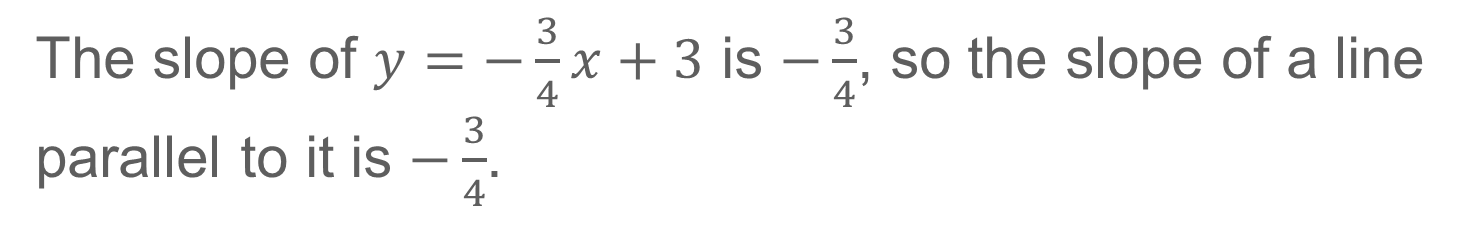 The slope of y = −3/4 x + 3 is −3/4, so the slope of a line
parallel to it is −3/4.